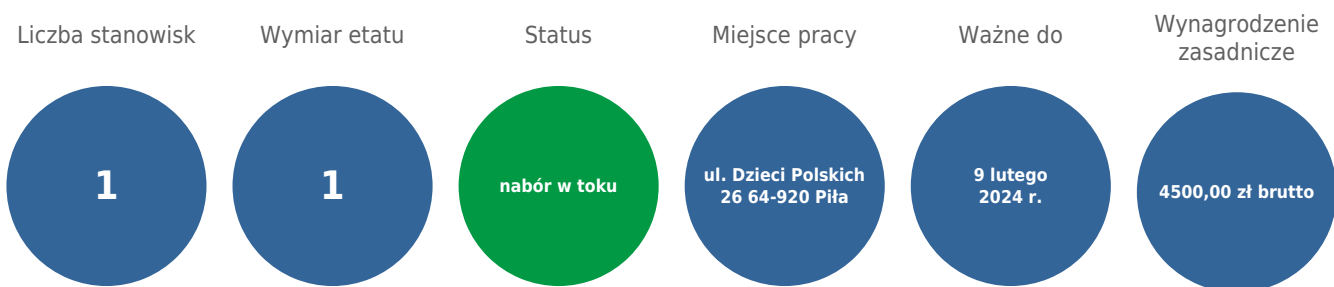 Liczba stanowisk
1
Wymiar etatu
1
Status
nabór w toku
Miejsce pracy
ul. Dzieci Polskich
26 64-920 Piła
Ważne do
9 lutego
2024 r.
Wynagrodzenie
zasadnicze
4500,00 zł brutto